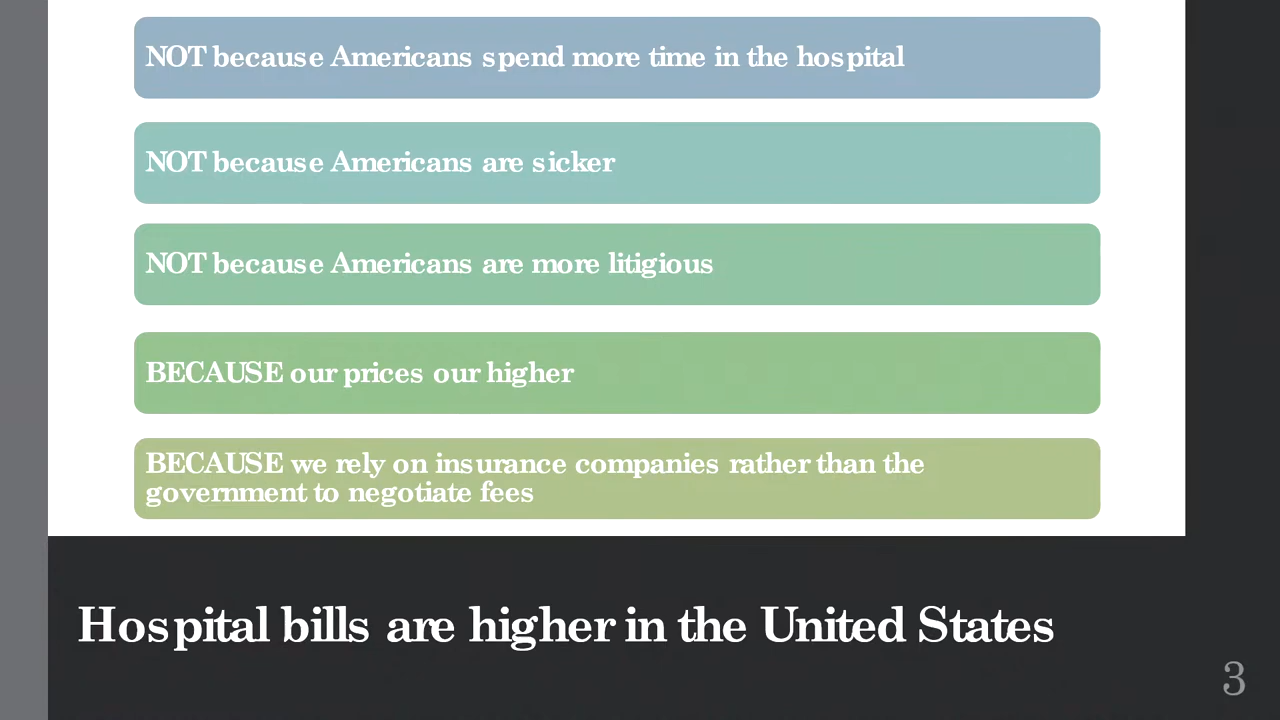 NOT because Americans spend more time in the hospital
NOT because Americans are sicker
NOT because Americans are more litigious
BECAUSE our prices our higher
BECAUSE we rely on insurance companies rather than the
government to negotiate fees
Hospital bills are higher in the United States
3